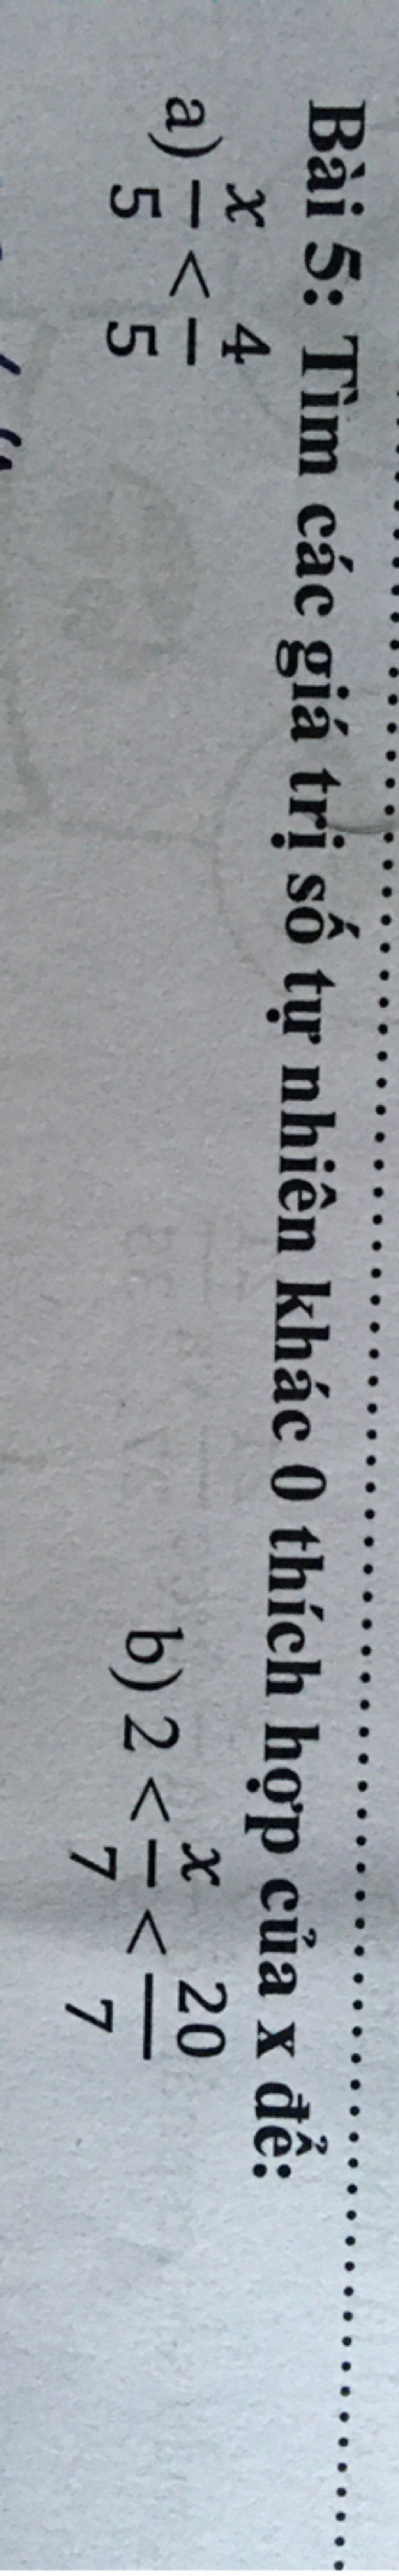 Bài 5: Tìm các giá trị số tự nhiên khác 0 thích hợp của x để:
a) x/5 < 4/5 b) 2 < x/7 < 20/7